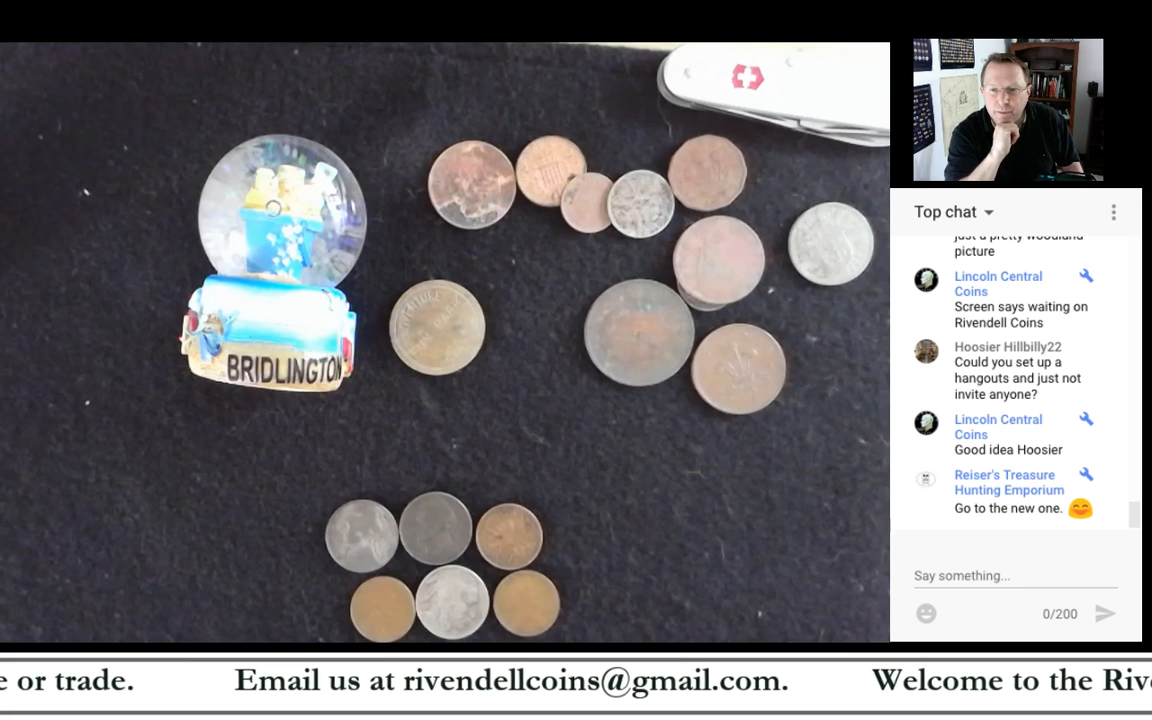 BRIDLINGTON
Top chat
just a pretty woodland
picture
Lincoln Central
Coins
Screen says waiting on
Rivendell Coins
Hoosier Hillbilly22
Could you set up a
hangouts and just not
invite anyone?
Lincoln Central
Coins
Good idea Hoosier
Reiser's Treasure
Hunting Emporium
Go to the new one.
Say something...
0/200
e or trade. Email us at rivendellcoins@gmail.com. Welcome to the Riv